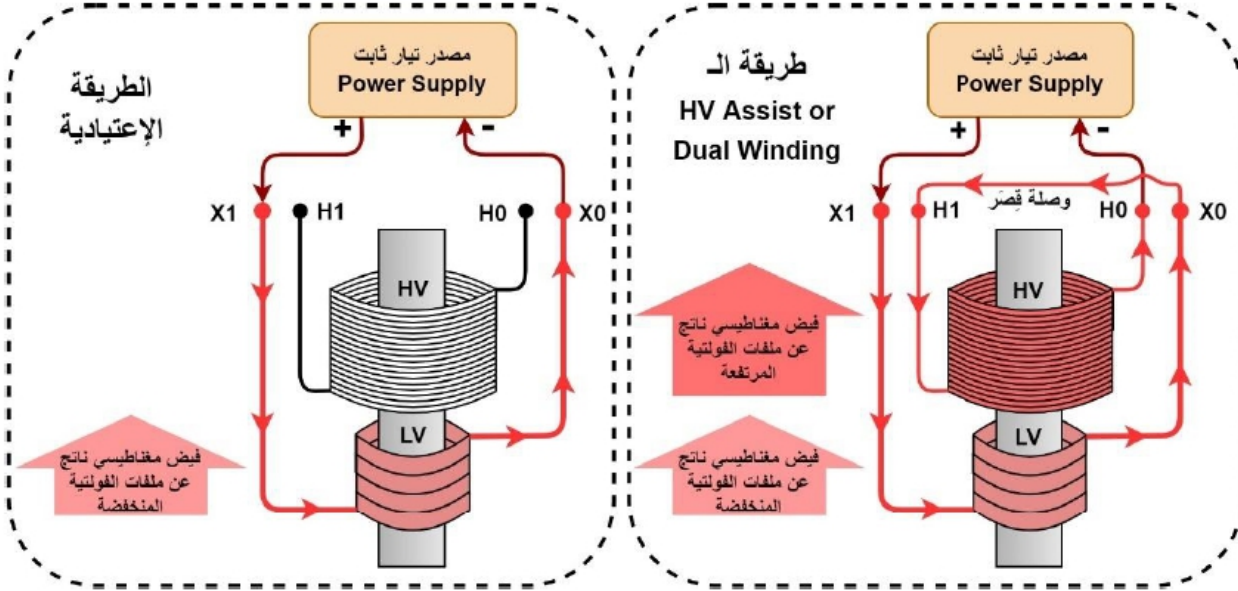 الطريقة
الإعتيادية
مصدر تيار ثابت
Power Supply
+
-
X1
H1
H0
X0
HV
LV
فيض مغناطيسي ناتج
عن ملفات الفولتية
المنخفضة
طريقة الـ
HV Assist or
Dual Winding
مصدر تيار ثابت
Power Supply
+
-
وصلة قِصَر
X1
H1
H0
X0
HV
LV
فيض مغناطيسي ناتج
عن ملفات الفولتية
المرتفعة
فيض مغناطيسي ناتج
عن ملفات الفولتية
المنخفضة